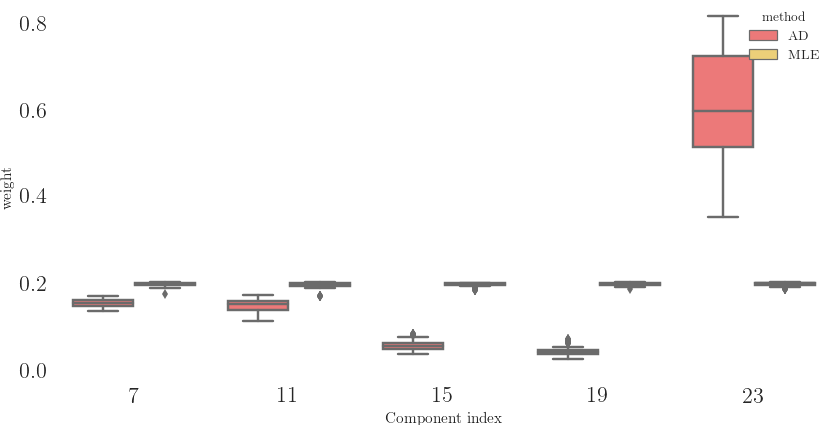 method
AD
MLE
0.8
0.6
0.4
0.2
0.0
weight
7 11 15 19 23
Component index